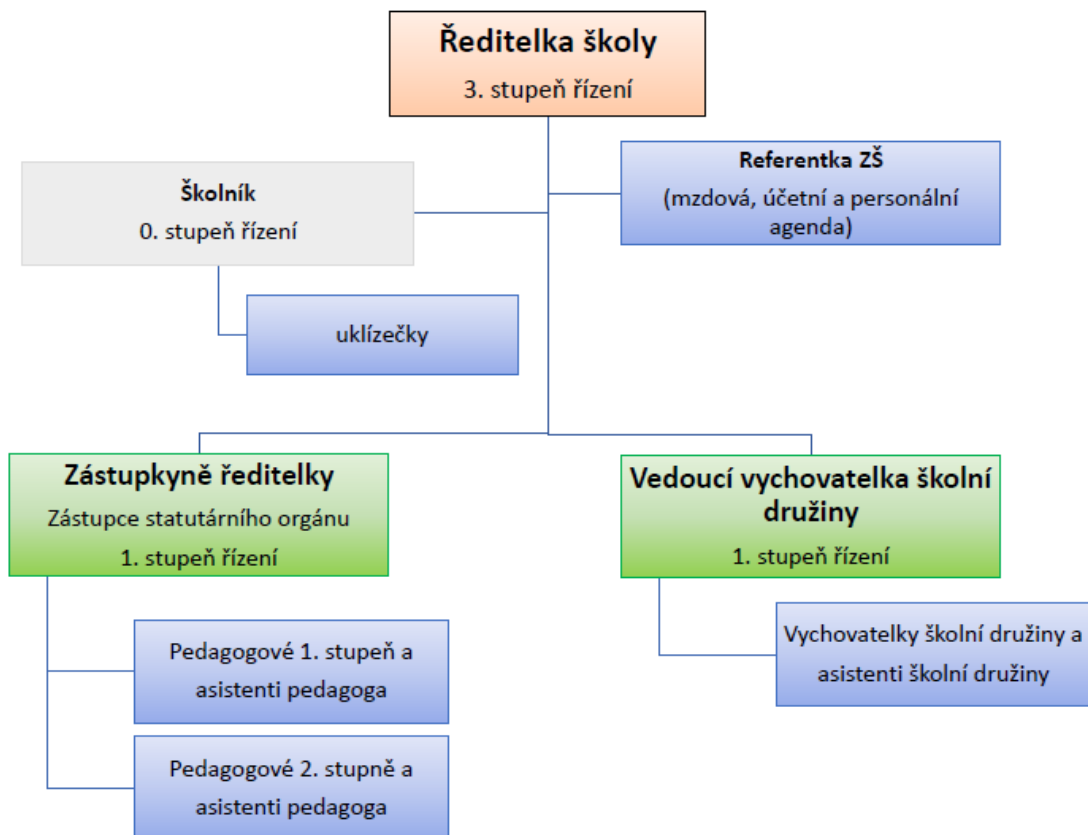 Ředitelka školy
3. stupeň řízení
Referentka ZŠ
(mzdová, účetní a personální
agenda)
Školník
0. stupeň řízení
uklízečky
Zástupkyně ředitelky
Zástupce statutárního orgánu
1. stupeň řízení
Vedoucí vychovatelka školní
družiny
1. stupeň řízení
Pedagogové 1. stupeň a
asistenti pedagoga
Vychovatelky školní družiny a
asistenti školní družiny
Pedagogové 2. stupně a
asistenti pedagoga